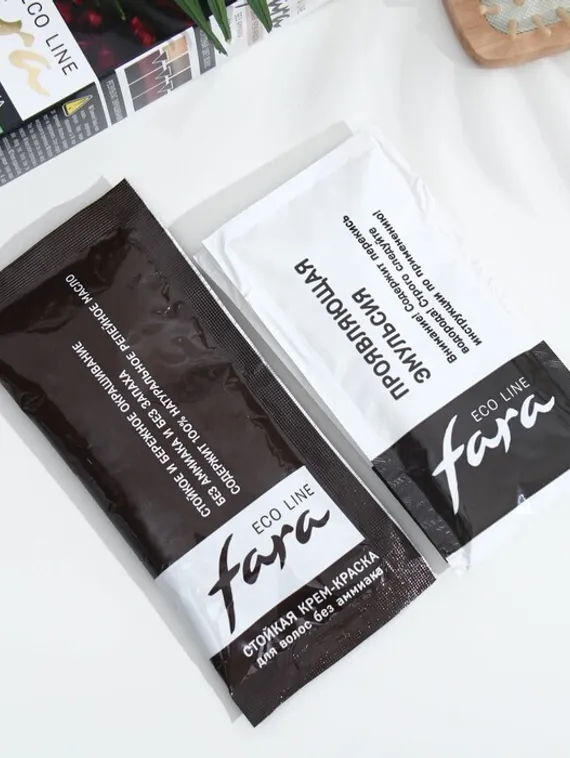 ECO LINE
СТОЙКОЕ И БЕРЕЖНОЕ ОКРАШИВАНИЕ
БЕЗ АММИАКА И БЕЗ ЗАПАХА
СОДЕРЖИТ 100% НАТУРАЛЬНОЕ РЕПЕЙНОЕ МАСЛО
ECO LINE
fara
СТОЙКАЯ КРЕМ-КРАСКА
для волос без аммиака
ПРОЯВЛЯЮЩАЯ
ЭМУЛЬСИЯ
Внимание! Содержит перекись
водорода! Строго следуйте
инструкции по применению!
ECO LINE
fara